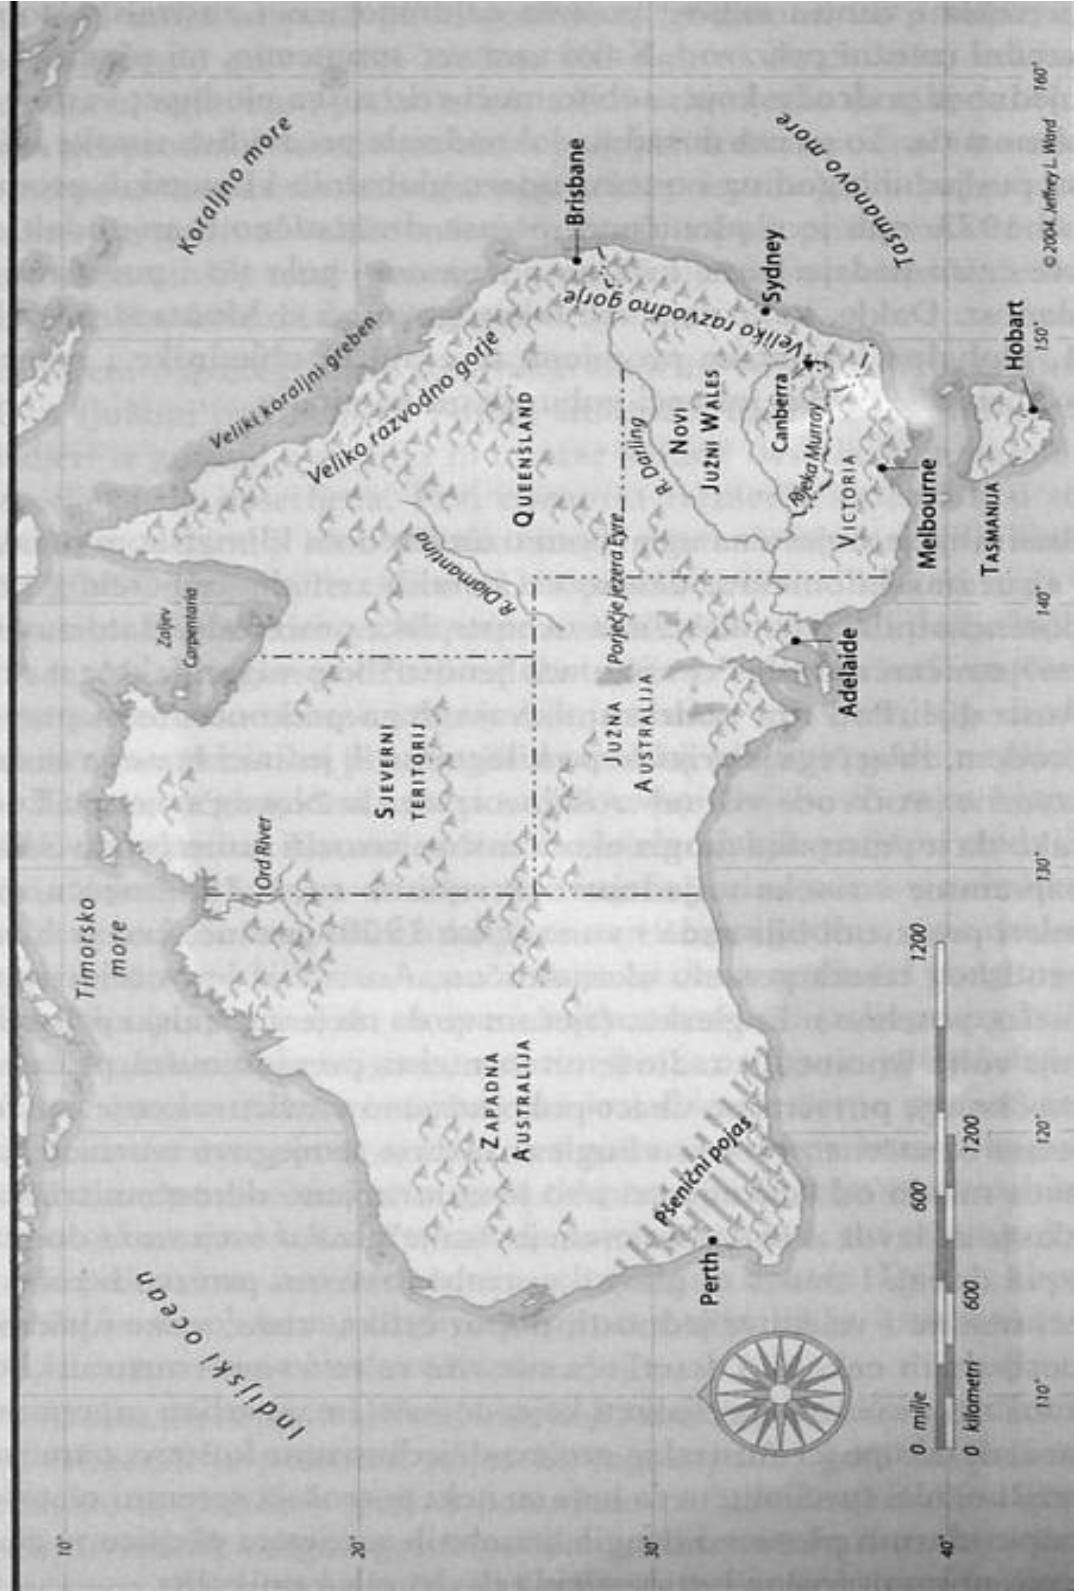 Koraljno more
Timorsko
more
Indijski ocean
Veliki koraljni greben
Veliko razvodno gorje
Zaljev
Carpentaria
Ord River
SJEVERNI
TERITORIJ
QUEENSLAND
R. Diamantina
ZAPADNA
AUSTRALIJA
JUŽNA
AUSTRALIJA
Porječje jezera Eyre
Brisbane
Veliko razvodno gorje
R. Darling
NOVI
JUŽNI WALES
Pšenični pojas
Perth
Sydney
Canberra
Rijeka Murray
VICTORIA
Adelaide
Melbourne
Tasmanovo more
TASMANIJA
Hobart
0 milje 600 1200
0 kilometri 600 1200
10°
20°
30°
40°
110°
120°
130°
140°
150°
160°
© 2004. Jeffrey L. Ward